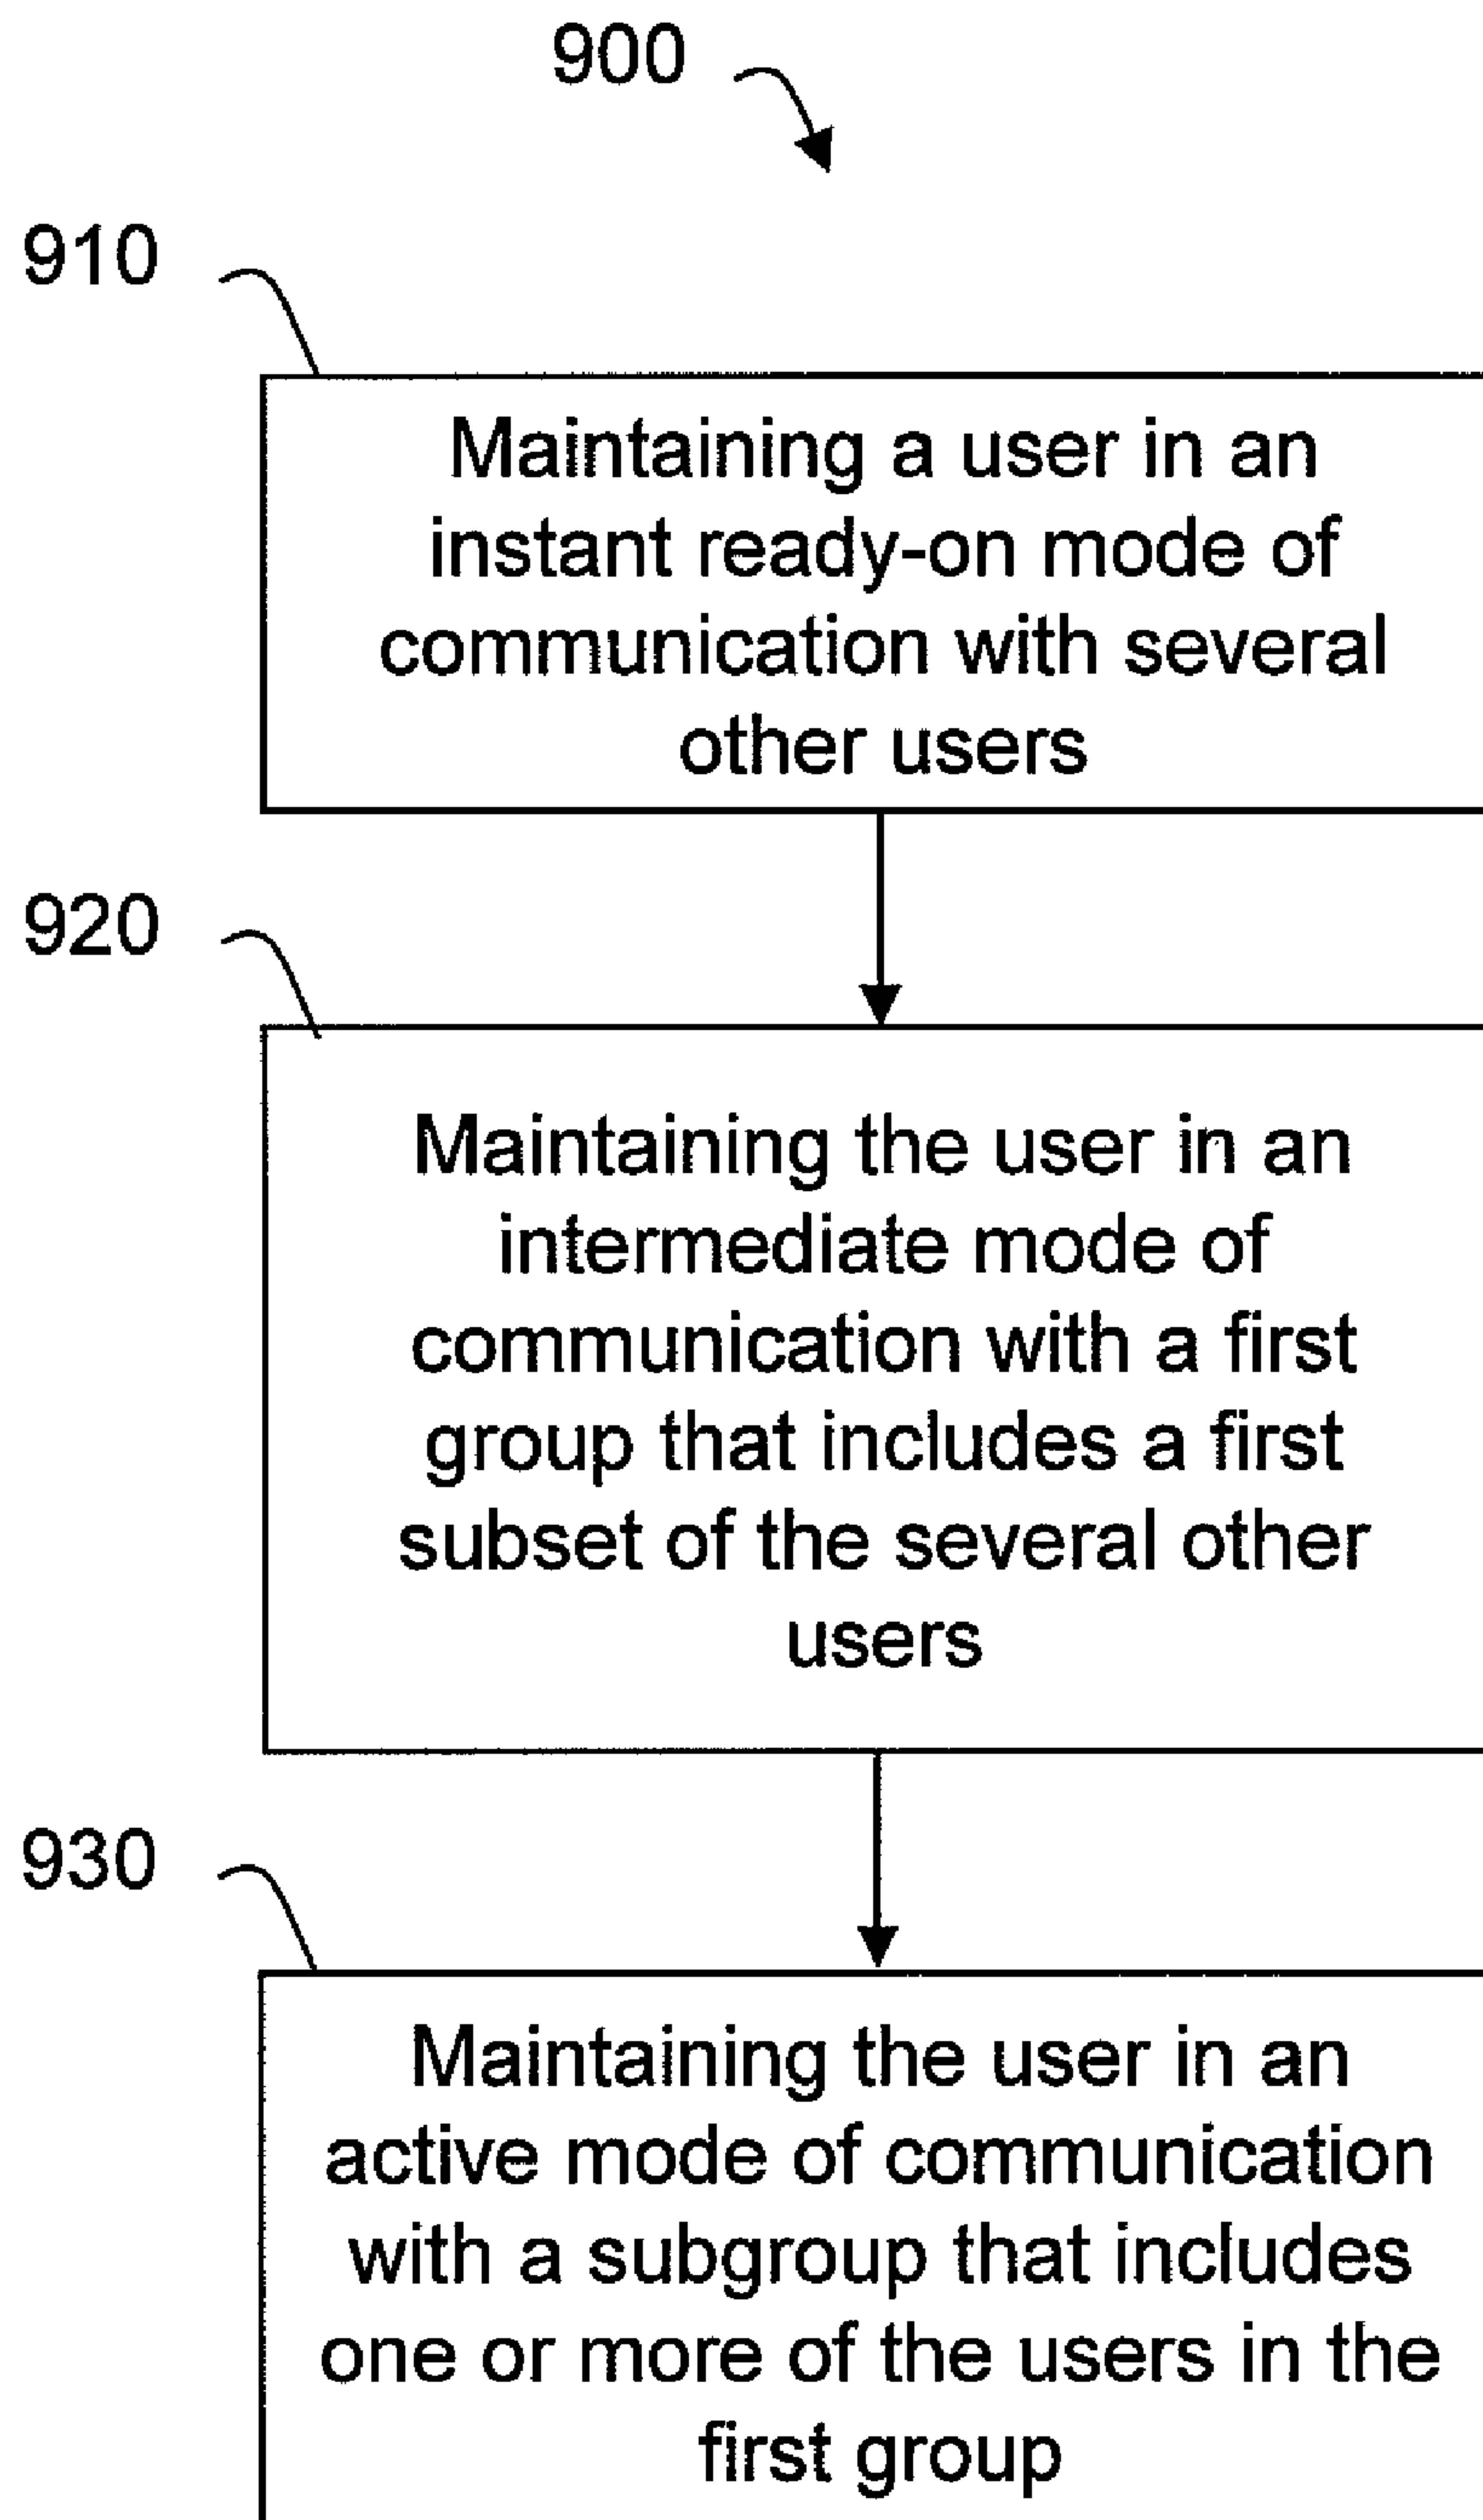 900
910
Maintaining a user in an
instant ready-on mode of
communication with several
other users
920
Maintaining the user in an
intermediate mode of
communication with a first
group that includes a first
subset of the several other
users
930
Maintaining the user in an
active mode of communication
with a subgroup that includes
one or more of the users in the
first group